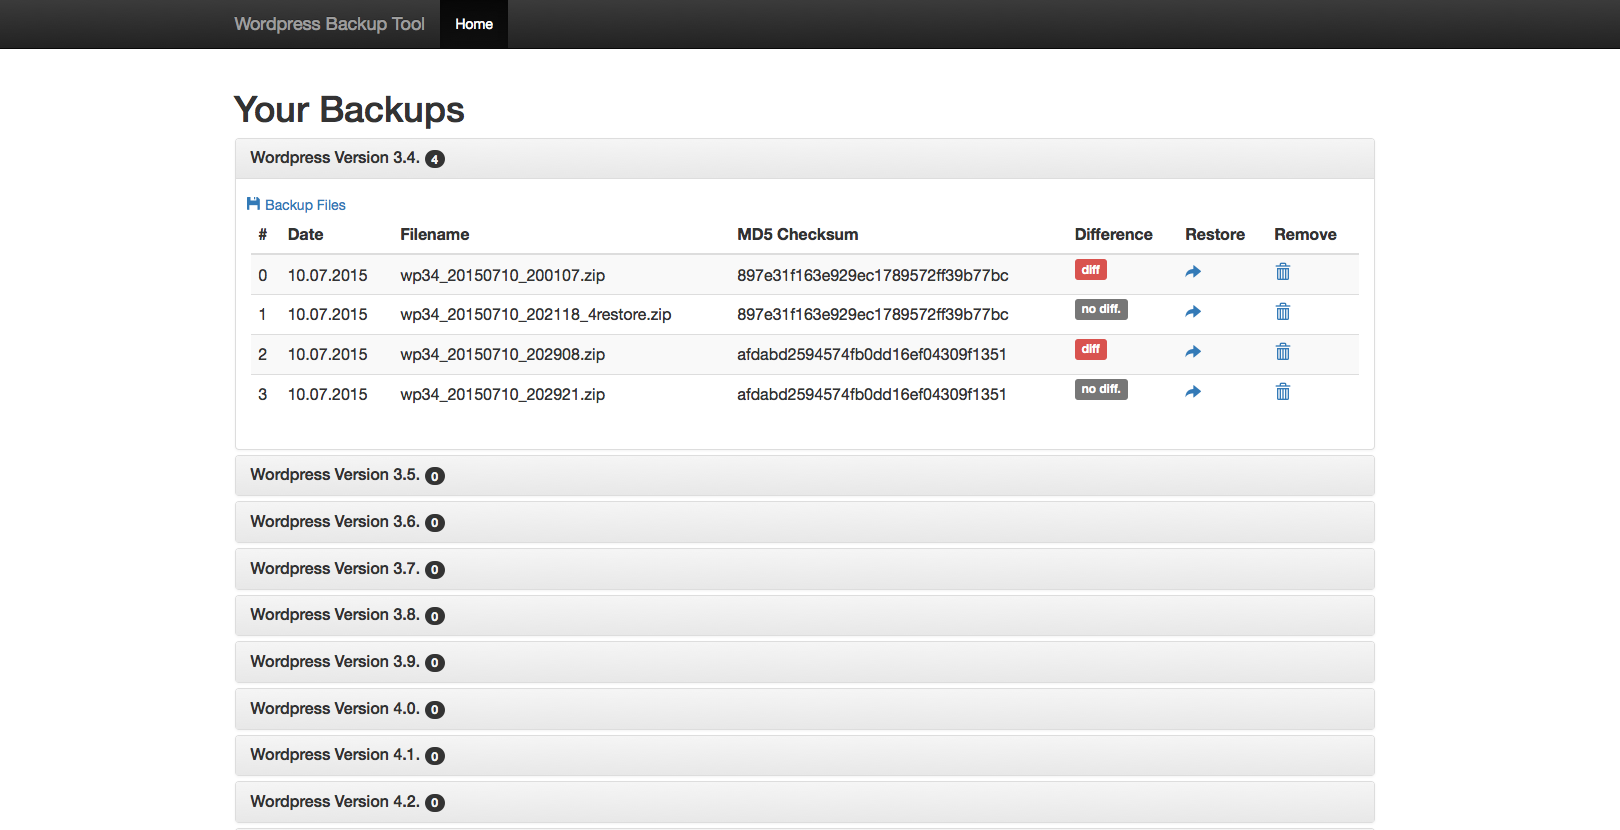 Wordpress Backup Tool Home
Your Backups
Wordpress Version 3.4. 4
Backup Files
# Date Filename MD5 Checksum Difference Restore Remove
0 10.07.2015 wp34_20150710_200107.zip 897e31f163e929ec1789572ff39b77bc diff
1 10.07.2015 wp34_20150710_202118_4restore.zip 897e31f163e929ec1789572ff39b77bc no diff.
2 10.07.2015 wp34_20150710_202908.zip afdabd2594574fb0dd16ef04309f1351 diff
3 10.07.2015 wp34_20150710_202921.zip afdabd2594574fb0dd16ef04309f1351 no diff.
Wordpress Version 3.5. 0
Wordpress Version 3.6. 0
Wordpress Version 3.7. 0
Wordpress Version 3.8. 0
Wordpress Version 3.9. 0
Wordpress Version 4.0. 0
Wordpress Version 4.1. 0
Wordpress Version 4.2. 0